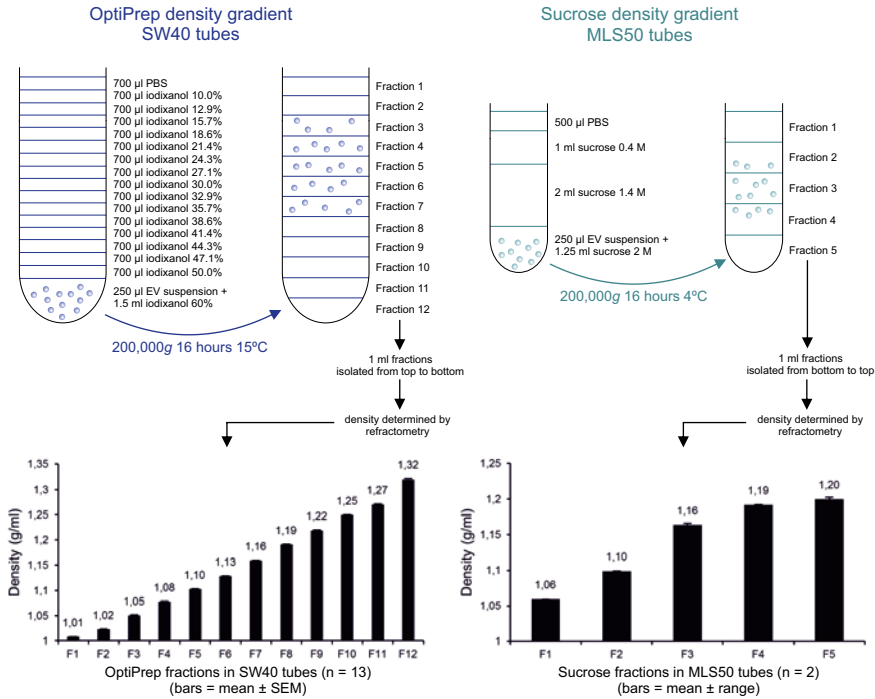 OptiPrep density gradient
SW40 tubes
700 µl PBS
700 µl iodixanol 10.0%
700 µl iodixanol 12.9%
700 µl iodixanol 15.7%
700 µl iodixanol 18.6%
700 µl iodixanol 21.4%
700 µl iodixanol 24.3%
700 µl iodixanol 27.1%
700 µl iodixanol 30.0%
700 µl iodixanol 32.9%
700 µl iodixanol 35.7%
700 µl iodixanol 38.6%
700 µl iodixanol 41.4%
700 µl iodixanol 44.3%
700 µl iodixanol 47.1%
700 µl iodixanol 50.0%
250 µl EV suspension +
1.5 ml iodixanol 60%
Fraction 1
Fraction 2
Fraction 3
Fraction 4
Fraction 5
Fraction 6
Fraction 7
Fraction 8
Fraction 9
Fraction 10
Fraction 11
Fraction 12
200,000g 16 hours 15ºC
1 ml fractions
isolated from top to bottom
density determined by
refractometry
Density (g/ml)
1,35
1,3
1,25
1,2
1,15
1,1
1,05
1
1,01
1,02
1,05
1,08
1,10
1,13
1,16
1,19
1,22
1,25
1,27
1,32
F1 F2 F3 F4 F5 F6 F7 F8 F9 F10 F11 F12
OptiPrep fractions in SW40 tubes (n = 13)
(bars = mean ± SEM)
Sucrose density gradient
MLS50 tubes
500 µl PBS
1 ml sucrose 0.4 M
2 ml sucrose 1.4 M
250 µl EV suspension +
1.25 ml sucrose 2 M
Fraction 1
Fraction 2
Fraction 3
Fraction 4
Fraction 5
200,000g 16 hours 4ºC
1 ml fractions
isolated from bottom to top
density determined by
refractometry
Density (g/ml)
1,25
1,2
1,15
1,1
1,05
1
1,06
1,10
1,16
1,19
1,20
F1 F2 F3 F4 F5
Sucrose fractions in MLS50 tubes (n = 2)
(bars = mean ± range)